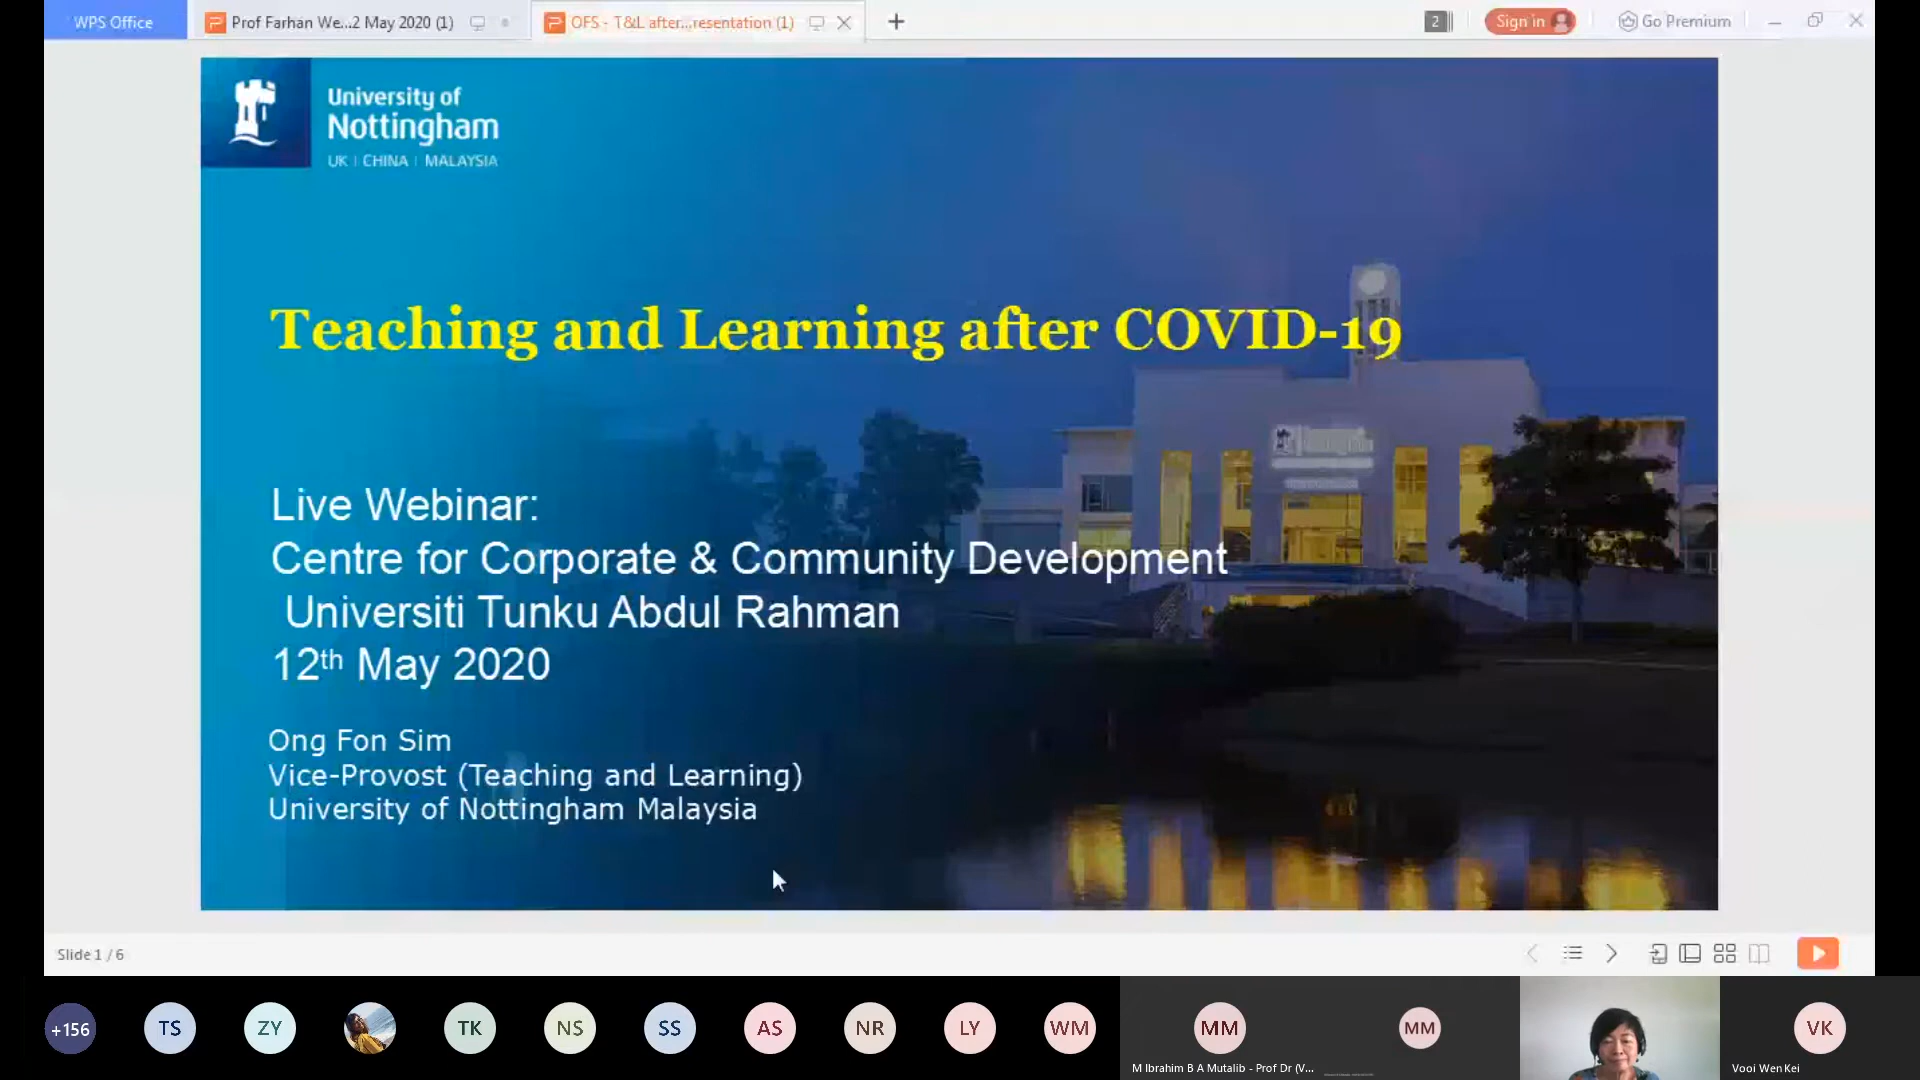 WPS Office
Prof Farhan We...2 May 2020 (1)
OFS - T&L after...resentation (1)
2
Sign in
Go Premium
University of
Nottingham
UK | CHINA | MALAYSIA
Teaching and Learning after COVID-19
Live Webinar:
Centre for Corporate & Community Development
Universiti Tunku Abdul Rahman
12th May 2020
Ong Fon Sim
Vice-Provost (Teaching and Learning)
University of Nottingham Malaysia
Slide 1 / 6
+156
TS
ZY
TK
NS
SS
AS
NR
LY
WM
MM
MM
VK
M Ibrahim B A Mutalib - Prof Dr (V...
Vooi Wen Kei